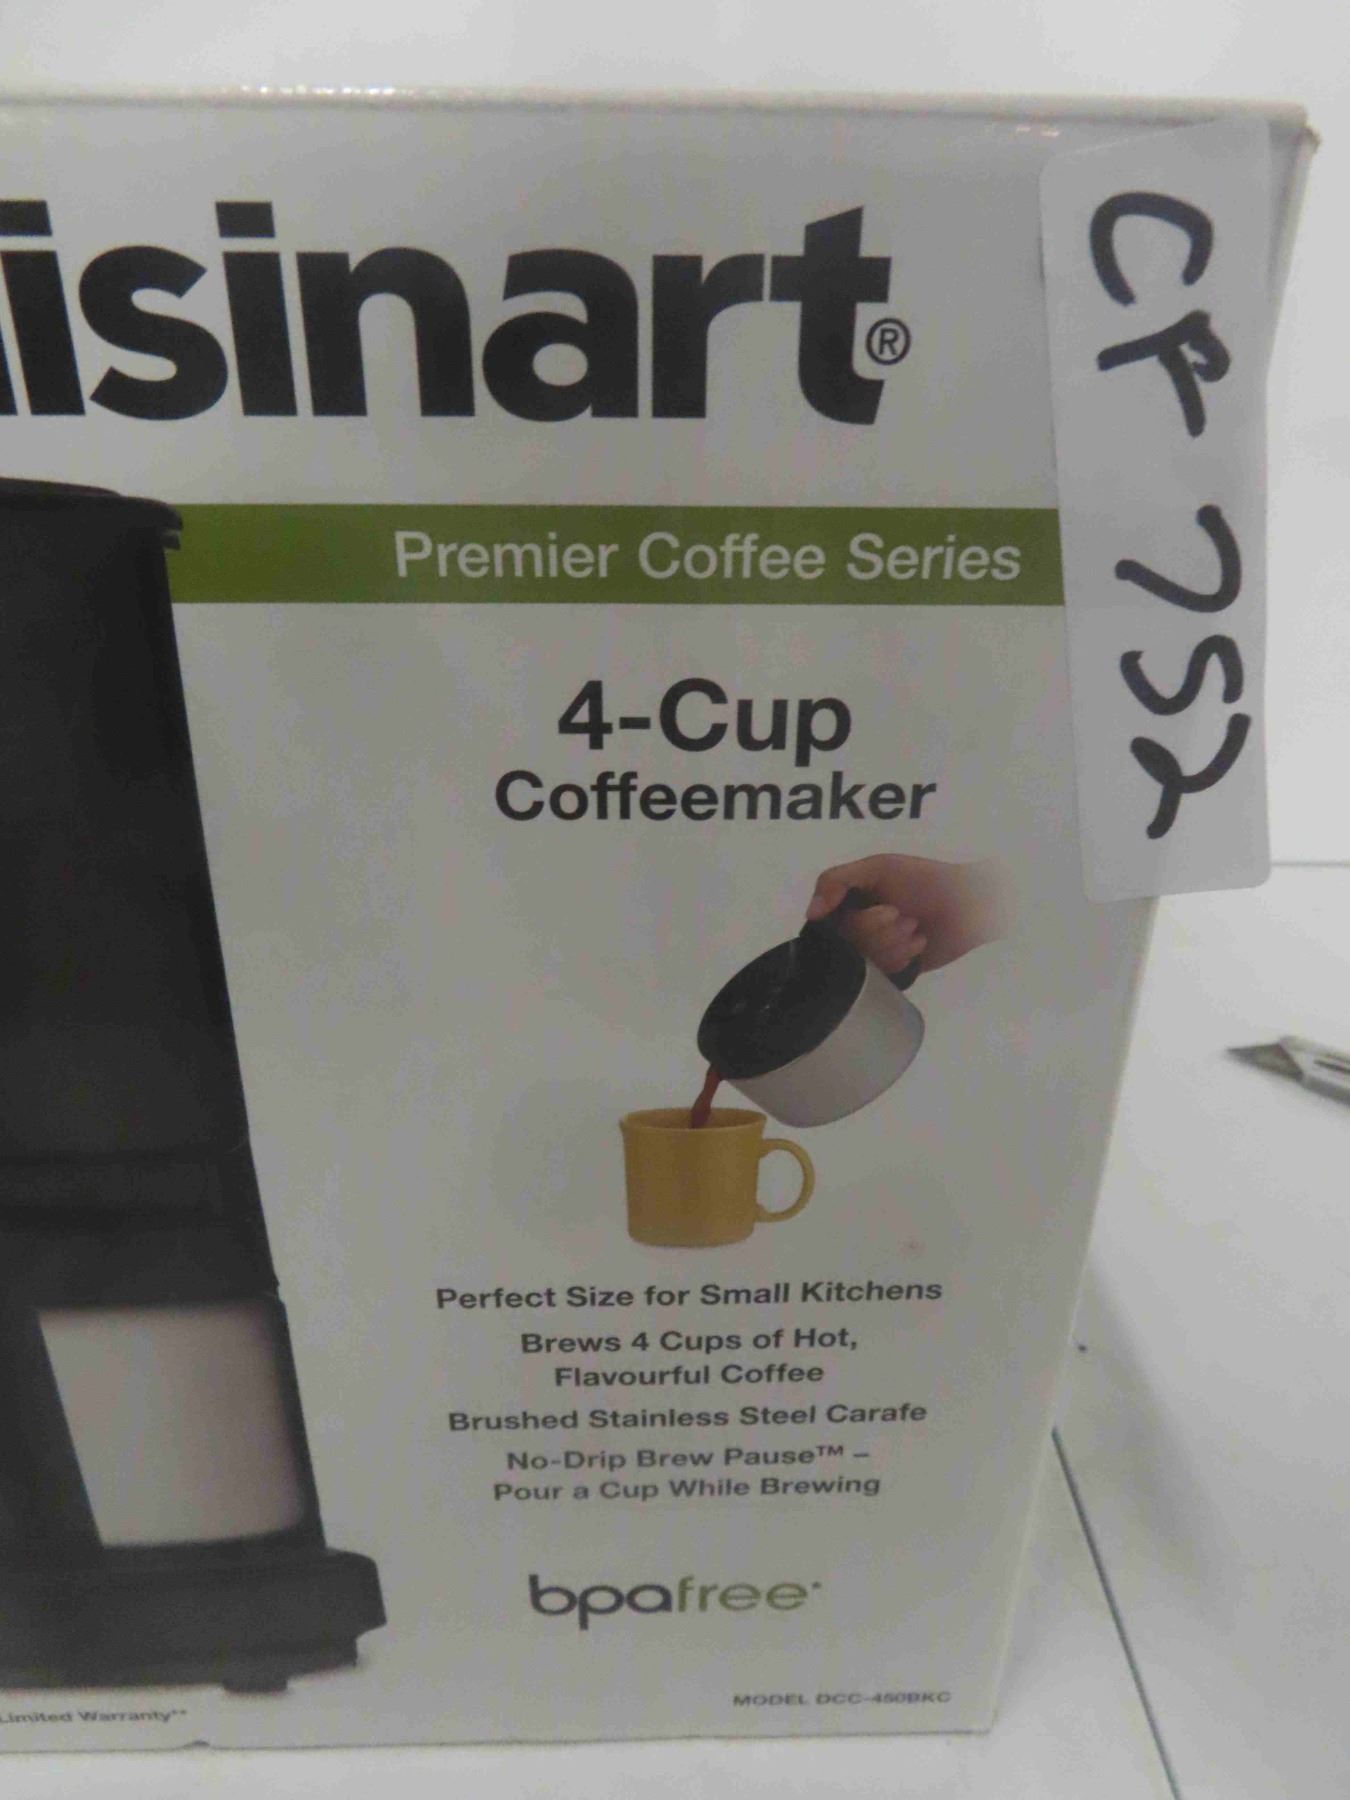 isinart®
Premier Coffee Series
4-Cup
Coffeemaker
Perfect Size for Small Kitchens
Brews 4 Cups of Hot,
Flavourful Coffee
Brushed Stainless Steel Carafe
No-Drip Brew Pause™ –
Pour a Cup While Brewing
bpafree*
MODEL DCC-450BKC
Limited Warranty**
CR 752